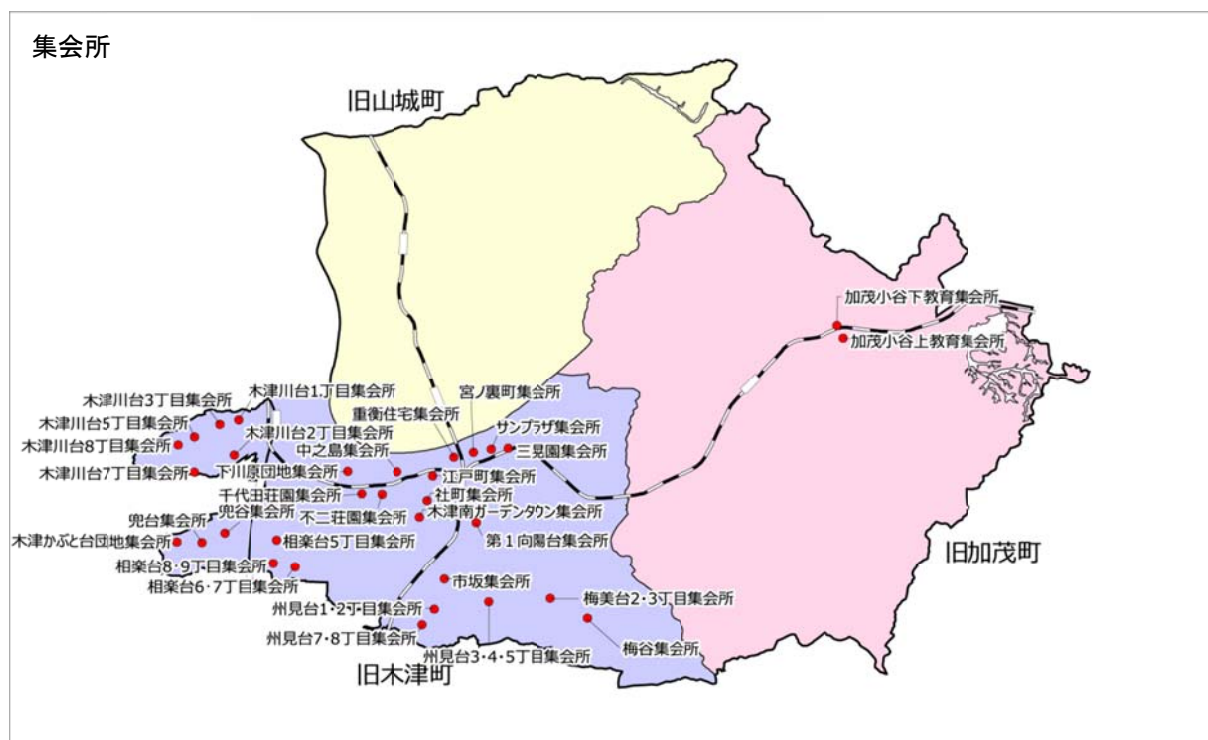 集会所
旧山城町
加茂小谷下教育集会所
加茂小谷上教育集会所
木津川台3丁目集会所
木津川台1丁目集会所
宮ノ裏町集会所
重衡住宅集会所
木津川台5丁目集会所
木津川台2丁目集会所
サンプラザ集会所
木津川台8丁目集会所
中之島集会所
三晃園集会所
木津川台7丁目集会所
下川原団地集会所
江戸町集会所
千代田荘園集会所
社町集会所
兜谷集会所
不二荘園集会所
木津南ガーデンタウン集会所
兜台集会所
木津かぶと台団地集会所
相楽台5丁目集会所
第1向陽台集会所
旧加茂町
相楽台8・9丁目集会所
相楽台6・7丁目集会所
市坂集会所
州見台1・2丁目集会所
梅美台2・3丁目集会所
州見台7・8丁目集会所
梅谷集会所
州見台3・4・5丁目集会所
旧木津町